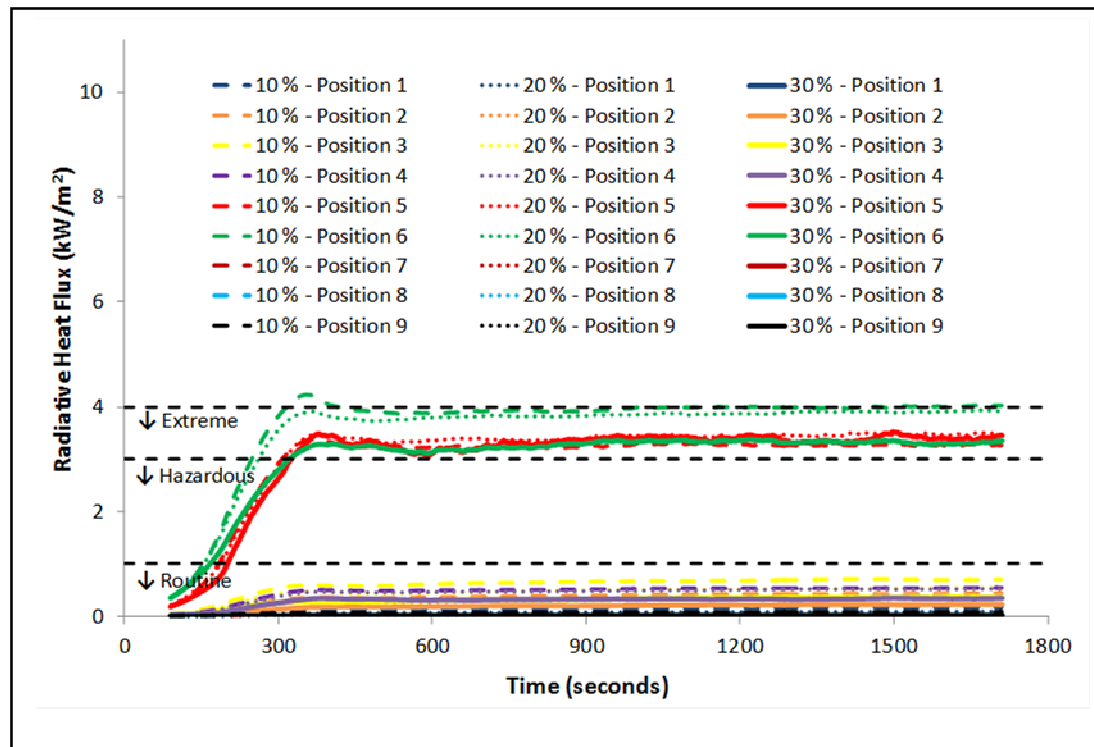 10
8
6
4
2
0
Radiative Heat Flux (kW/m²)
10% - Position 1 20% - Position 1 30% - Position 1
10% - Position 2 20% - Position 2 30% - Position 2
10% - Position 3 20% - Position 3 30% - Position 3
10% - Position 4 20% - Position 4 30% - Position 4
10% - Position 5 20% - Position 5 30% - Position 5
10% - Position 6 20% - Position 6 30% - Position 6
10% - Position 7 20% - Position 7 30% - Position 7
10% - Position 8 20% - Position 8 30% - Position 8
10% - Position 9 20% - Position 9 30% - Position 9
↓ Extreme
↓ Hazardous
↓ Routine
0 300 600 900 1200 1500 1800
Time (seconds)